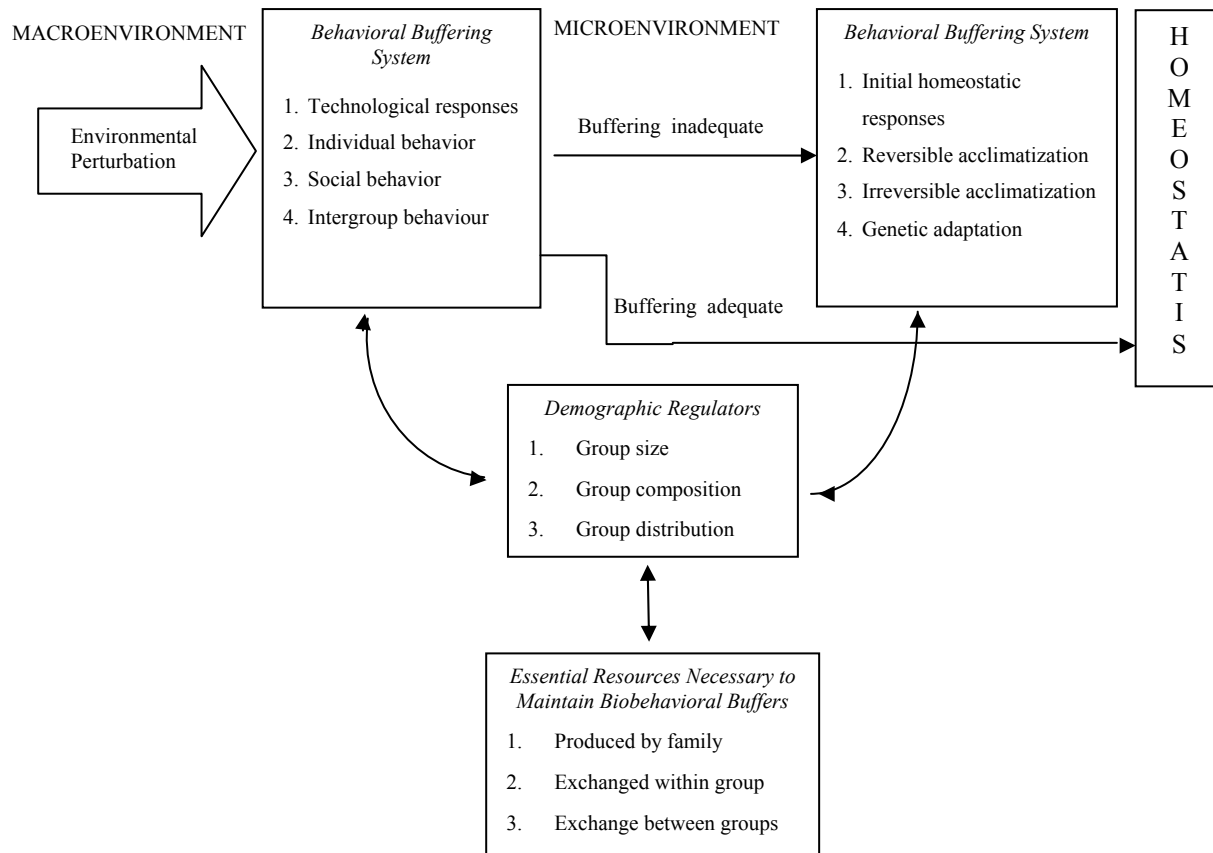 MACROENVIRONMENT
Environmental
Perturbation
Behavioral Buffering
System
1. Technological responses
2. Individual behavior
3. Social behavior
4. Intergroup behaviour
MICROENVIRONMENT
Buffering inadequate
Buffering adequate
Behavioral Buffering System
1. Initial homeostatic
responses
2. Reversible acclimatization
3. Irreversible acclimatization
4. Genetic adaptation
H
O
M
E
O
S
T
A
T
I
S
Demographic Regulators
1. Group size
2. Group composition
3. Group distribution
Essential Resources Necessary to
Maintain Biobehavioral Buffers
1. Produced by family
2. Exchanged within group
3. Exchange between groups